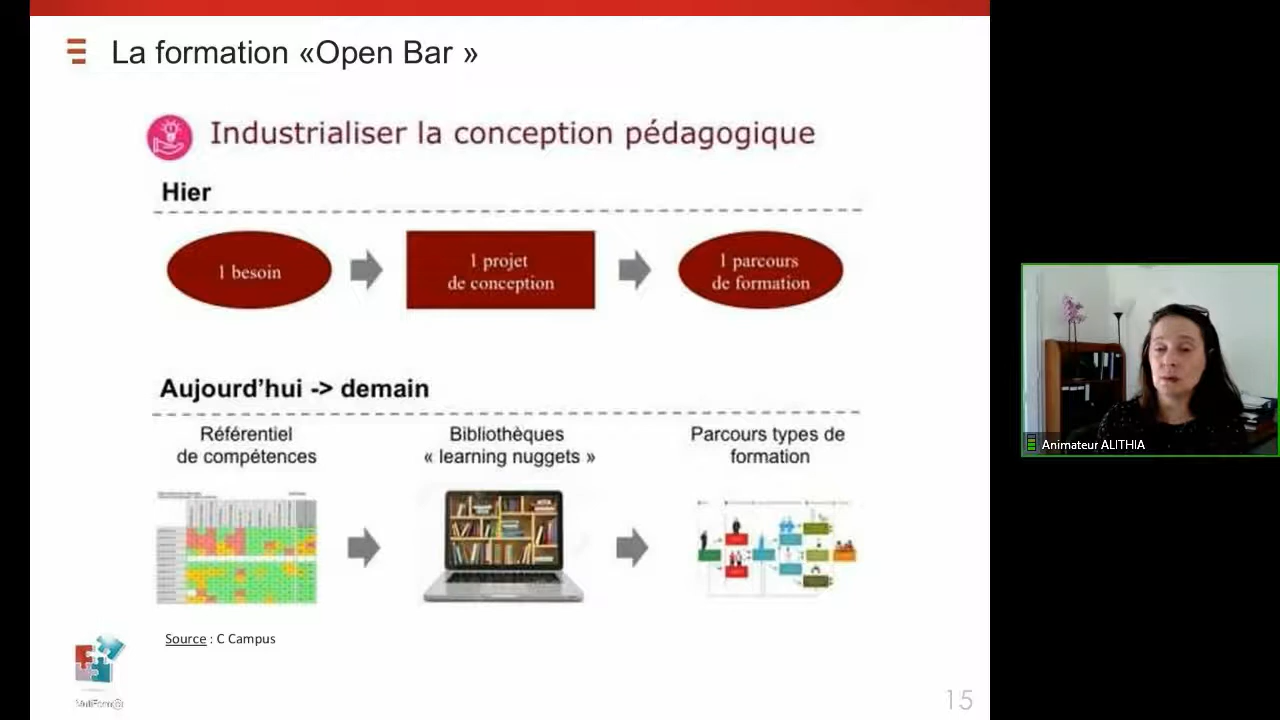 La formation «Open Bar »
Industrialiser la conception pédagogique
Hier
1 besoin
1 projet
de conception
1 parcours
de formation
Aujourd'hui -> demain
Référentiel
de compétences
Bibliothèques
« learning nuggets »
Parcours types de
formation
Source : C Campus
15
Animateur ALITHIA